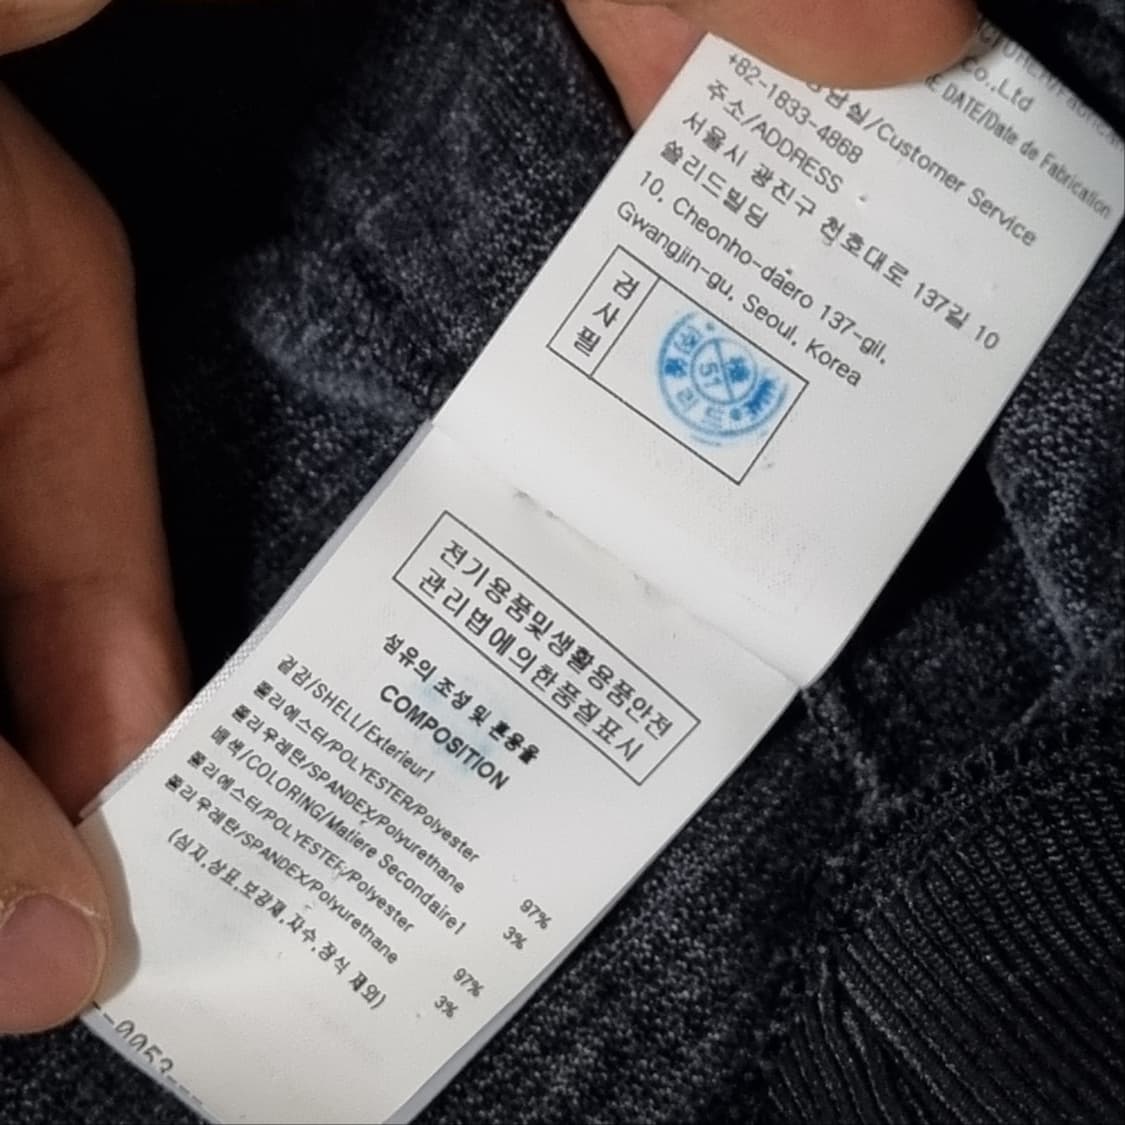 Co.,Ltd
DATE/Date de Fabrication
상담실/Customer Service
+82-1833-4868
주소/ADDRESS
서울시 광진구 천호대로 137길 10
쏠리드빌딩
10, Cheonho-daero 137-gil,
Gwangjin-gu, Seoul, Korea
검사필
51
전기용품및생활용품안전
관리법에의한품질표시
섬유의 조성 및 혼용율
COMPOSITION
겉감/SHELL/Exterieur1
폴리에스터/POLYESTER/Polyester 97%
폴리우레탄/SPANDEX/Polyurethane 3%
배색/COLORING/Matiere Secondaire1
폴리에스터/POLYESTER/Polyester 97%
폴리우레탄/SPANDEX/Polyurethane 3%
(심지,상표,보강재,자수,장식 제외)
-0053--